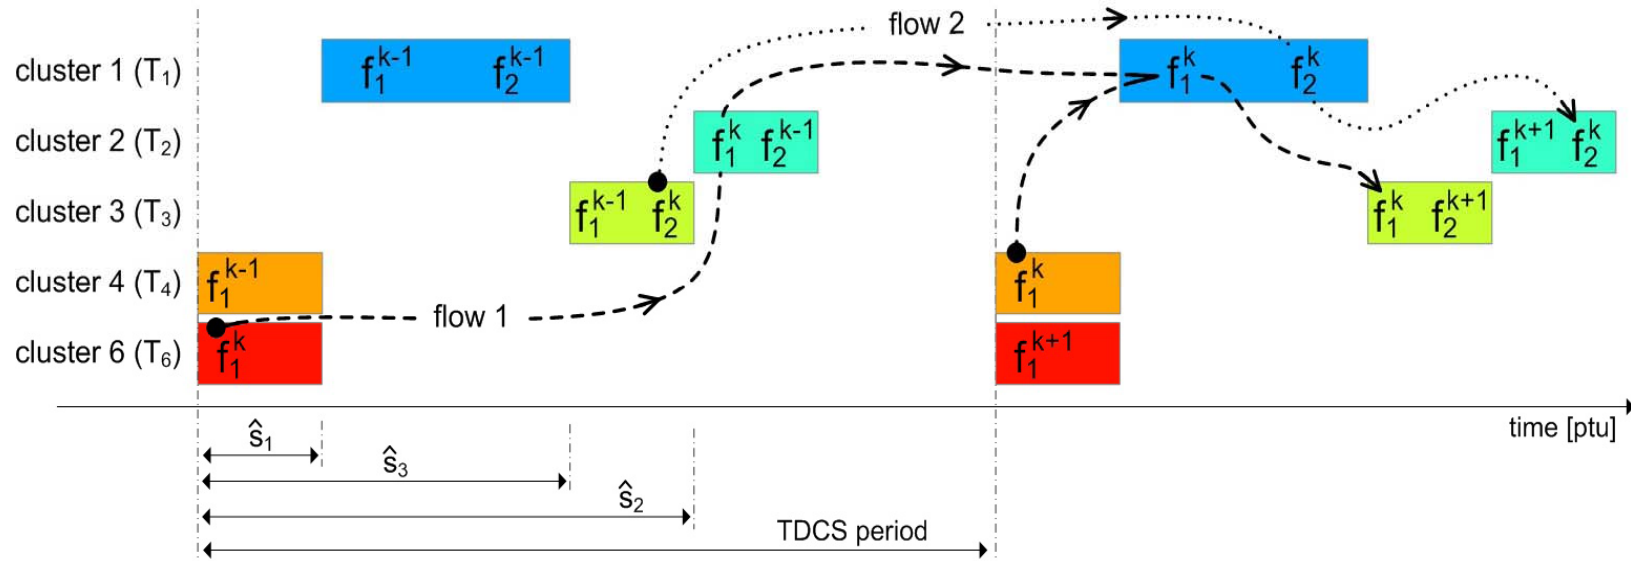 flow 2
cluster 1 (T₁) f₁ᵏ⁻¹ f₂ᵏ⁻¹ f₁ᵏ f₂ᵏ
cluster 2 (T₂) f₁ᵏ f₂ᵏ⁻¹ f₁ᵏ⁺¹ f₂ᵏ
cluster 3 (T₃) f₁ᵏ⁻¹ f₂ᵏ f₁ᵏ f₂ᵏ⁺¹
cluster 4 (T₄) f₁ᵏ⁻¹ f₁ᵏ
flow 1
cluster 6 (T₆) f₁ᵏ f₁ᵏ⁺¹
time [ptu]
ŝ₁
ŝ₃
ŝ₂
TDCS period